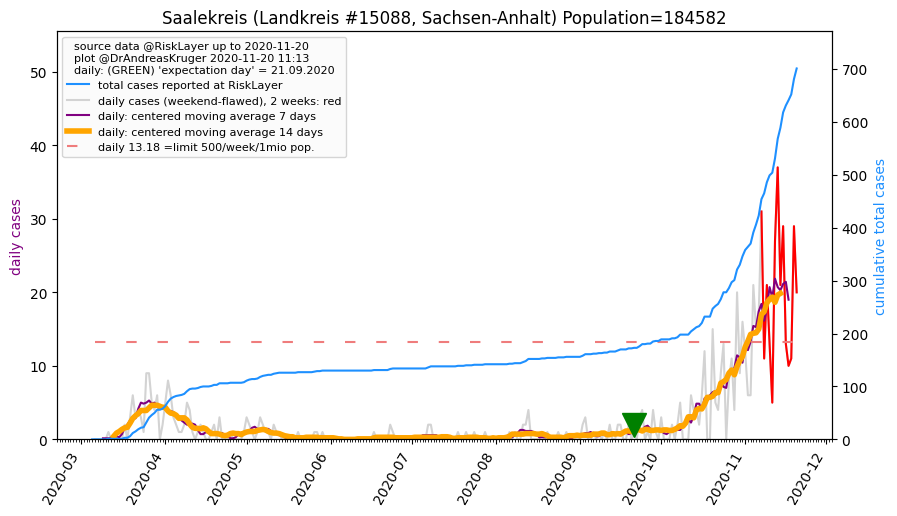 Saalekreis (Landkreis #15088, Sachsen-Anhalt) Population=184582
source data @RiskLayer up to 2020-11-20
plot @DrAndreasKruger 2020-11-20 11:13
daily: (GREEN) 'expectation day' = 21.09.2020
total cases reported at RiskLayer
daily cases (weekend-flawed), 2 weeks: red
daily: centered moving average 7 days
daily: centered moving average 14 days
daily 13.18 =limit 500/week/1mio pop.
daily cases
50
40
30
20
10
0
700
600
500
400
300
200
100
0
cumulative total cases
2020-03
2020-04
2020-05
2020-06
2020-07
2020-08
2020-09
2020-10
2020-11
2020-12